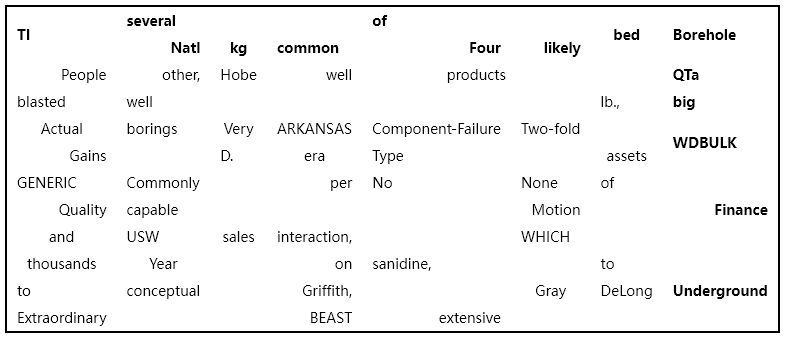 several of
TI bed Borehole
Natl kg common Four likely
People other, Hobe well products QTa
blasted well lb., big
Actual borings Very ARKANSAS Component-Failure Two-fold
WDBULK
Gains D. era Type assets
GENERIC Commonly per No None of
Quality capable Motion Finance
and USW sales interaction, WHICH
thousands Year on sanidine, to
to conceptual Griffith, Gray DeLong Underground
Extraordinary BEAST extensive